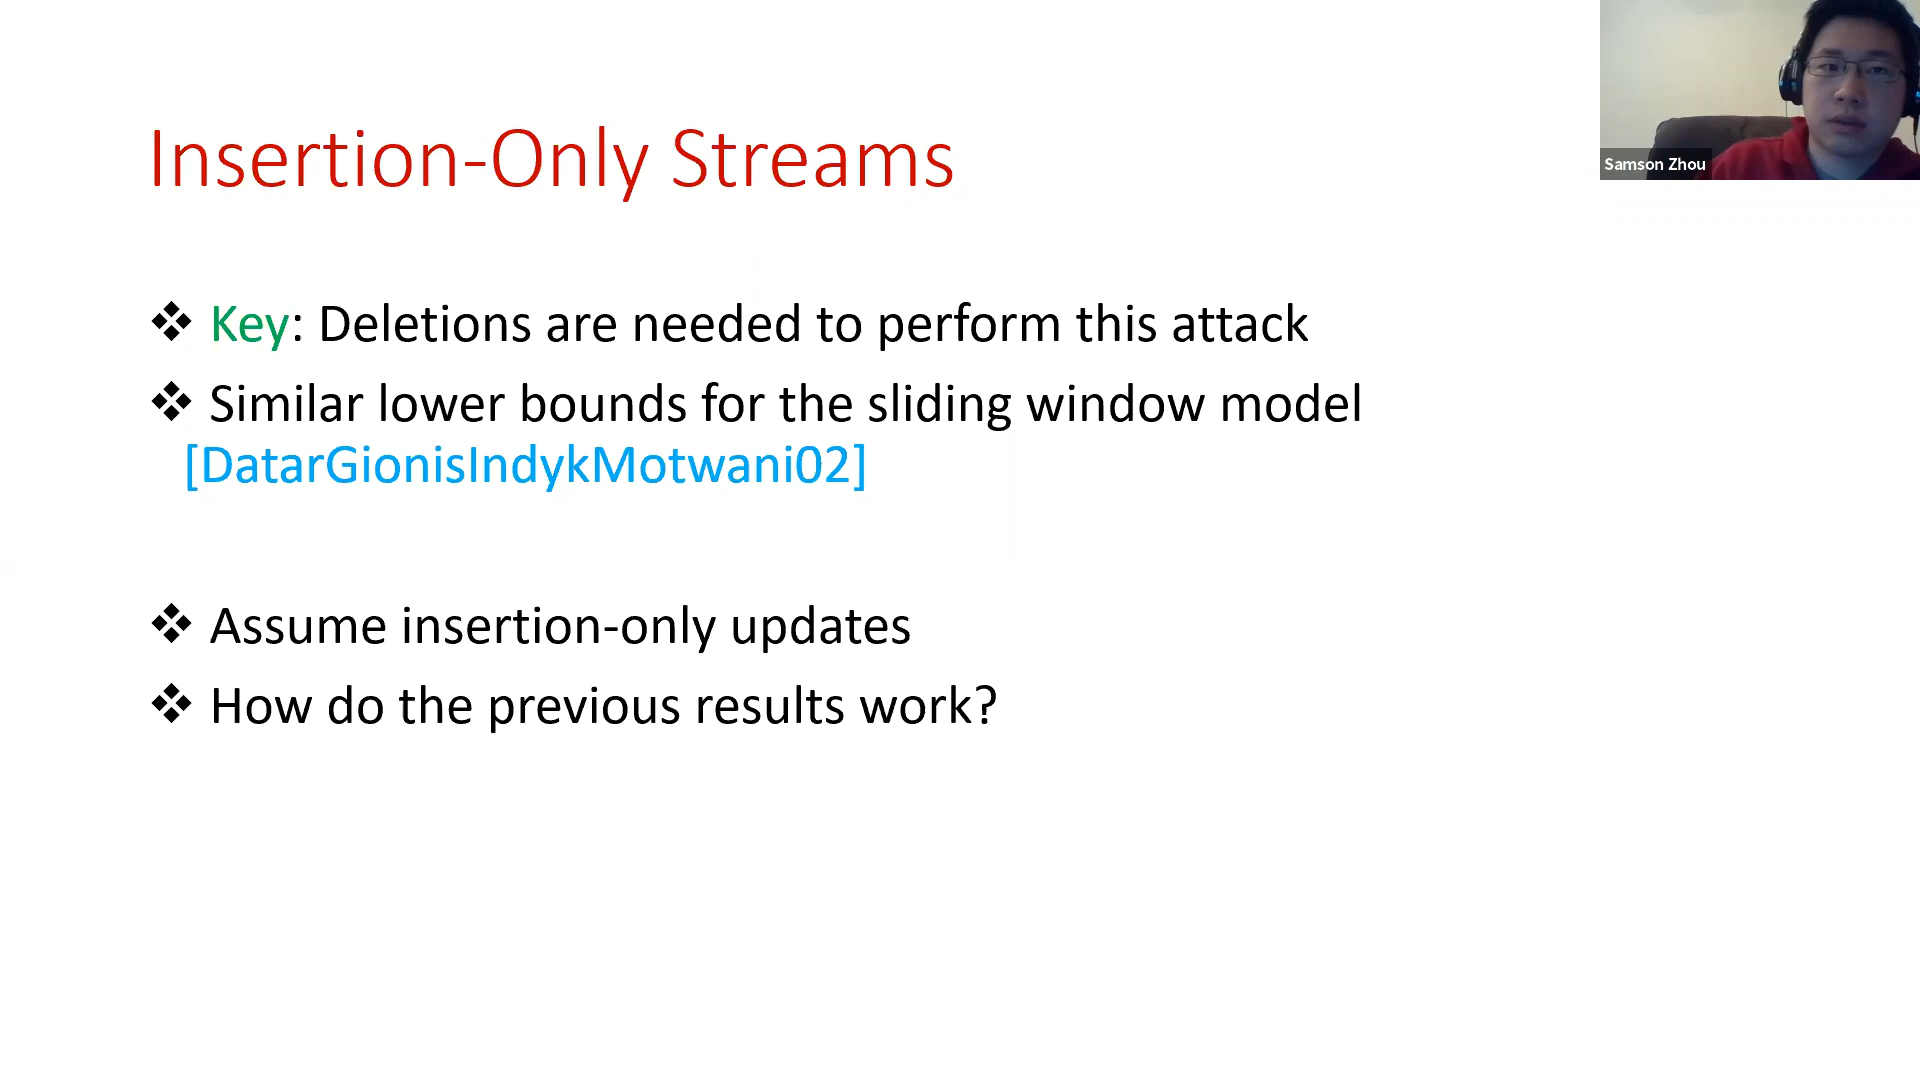 Insertion-Only Streams
Samson Zhou
❖ Key: Deletions are needed to perform this attack
❖ Similar lower bounds for the sliding window model
[DatarGionisIndykMotwani02]
❖ Assume insertion-only updates
❖ How do the previous results work?